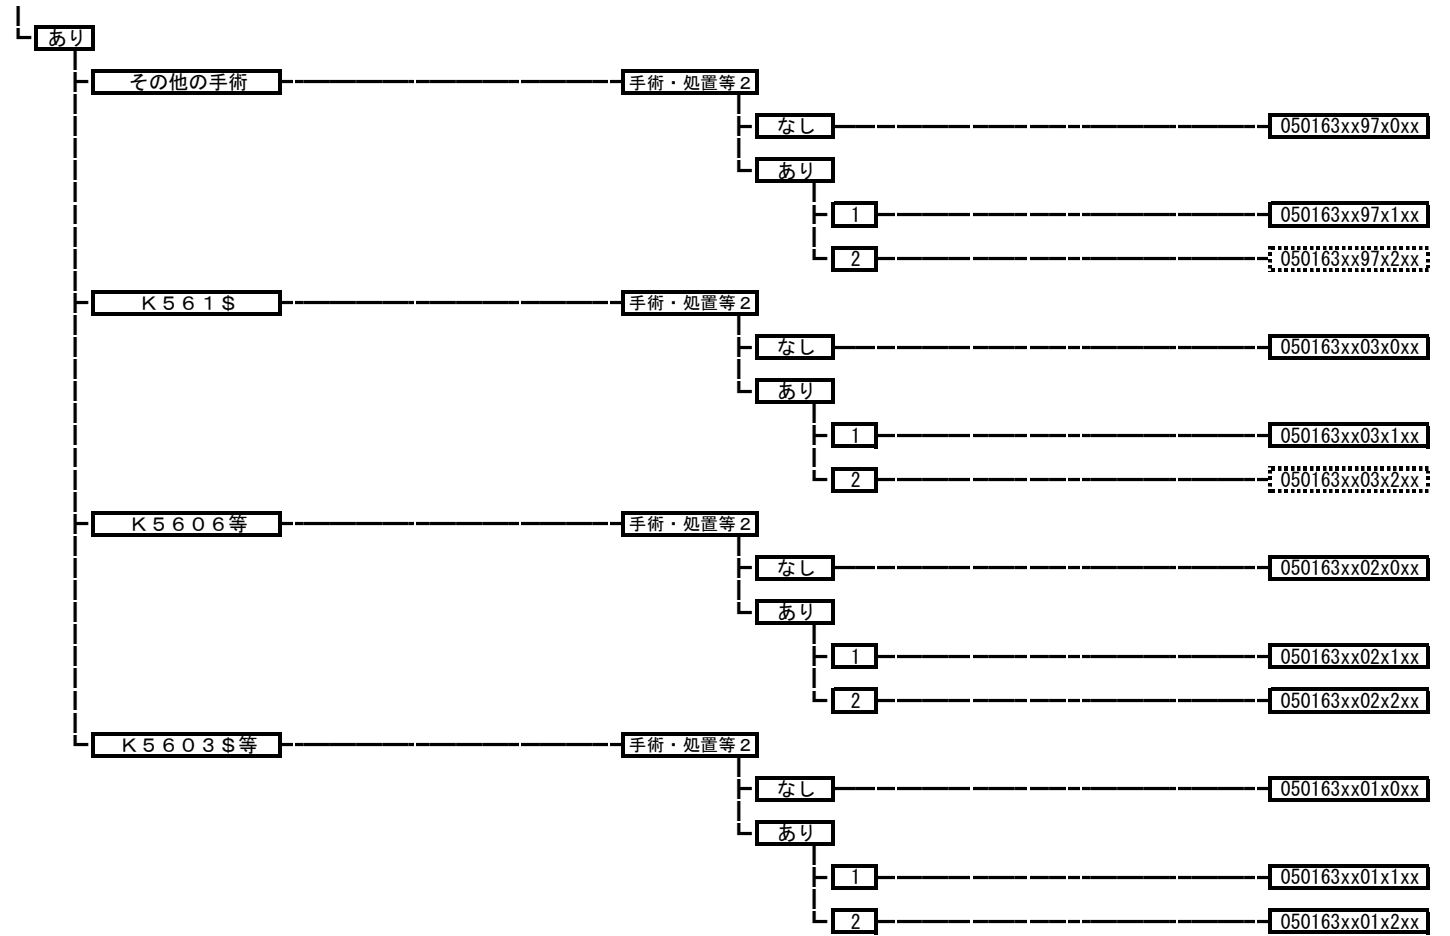 あり
その他の手術 手術・処置等２
なし 050163xx97x0xx
あり
1 050163xx97x1xx
2 050163xx97x2xx
Ｋ５６１＄ 手術・処置等２
なし 050163xx03x0xx
あり
1 050163xx03x1xx
2 050163xx03x2xx
Ｋ５６０６等 手術・処置等２
なし 050163xx02x0xx
あり
1 050163xx02x1xx
2 050163xx02x2xx
Ｋ５６０３＄等 手術・処置等２
なし 050163xx01x0xx
あり
1 050163xx01x1xx
2 050163xx01x2xx